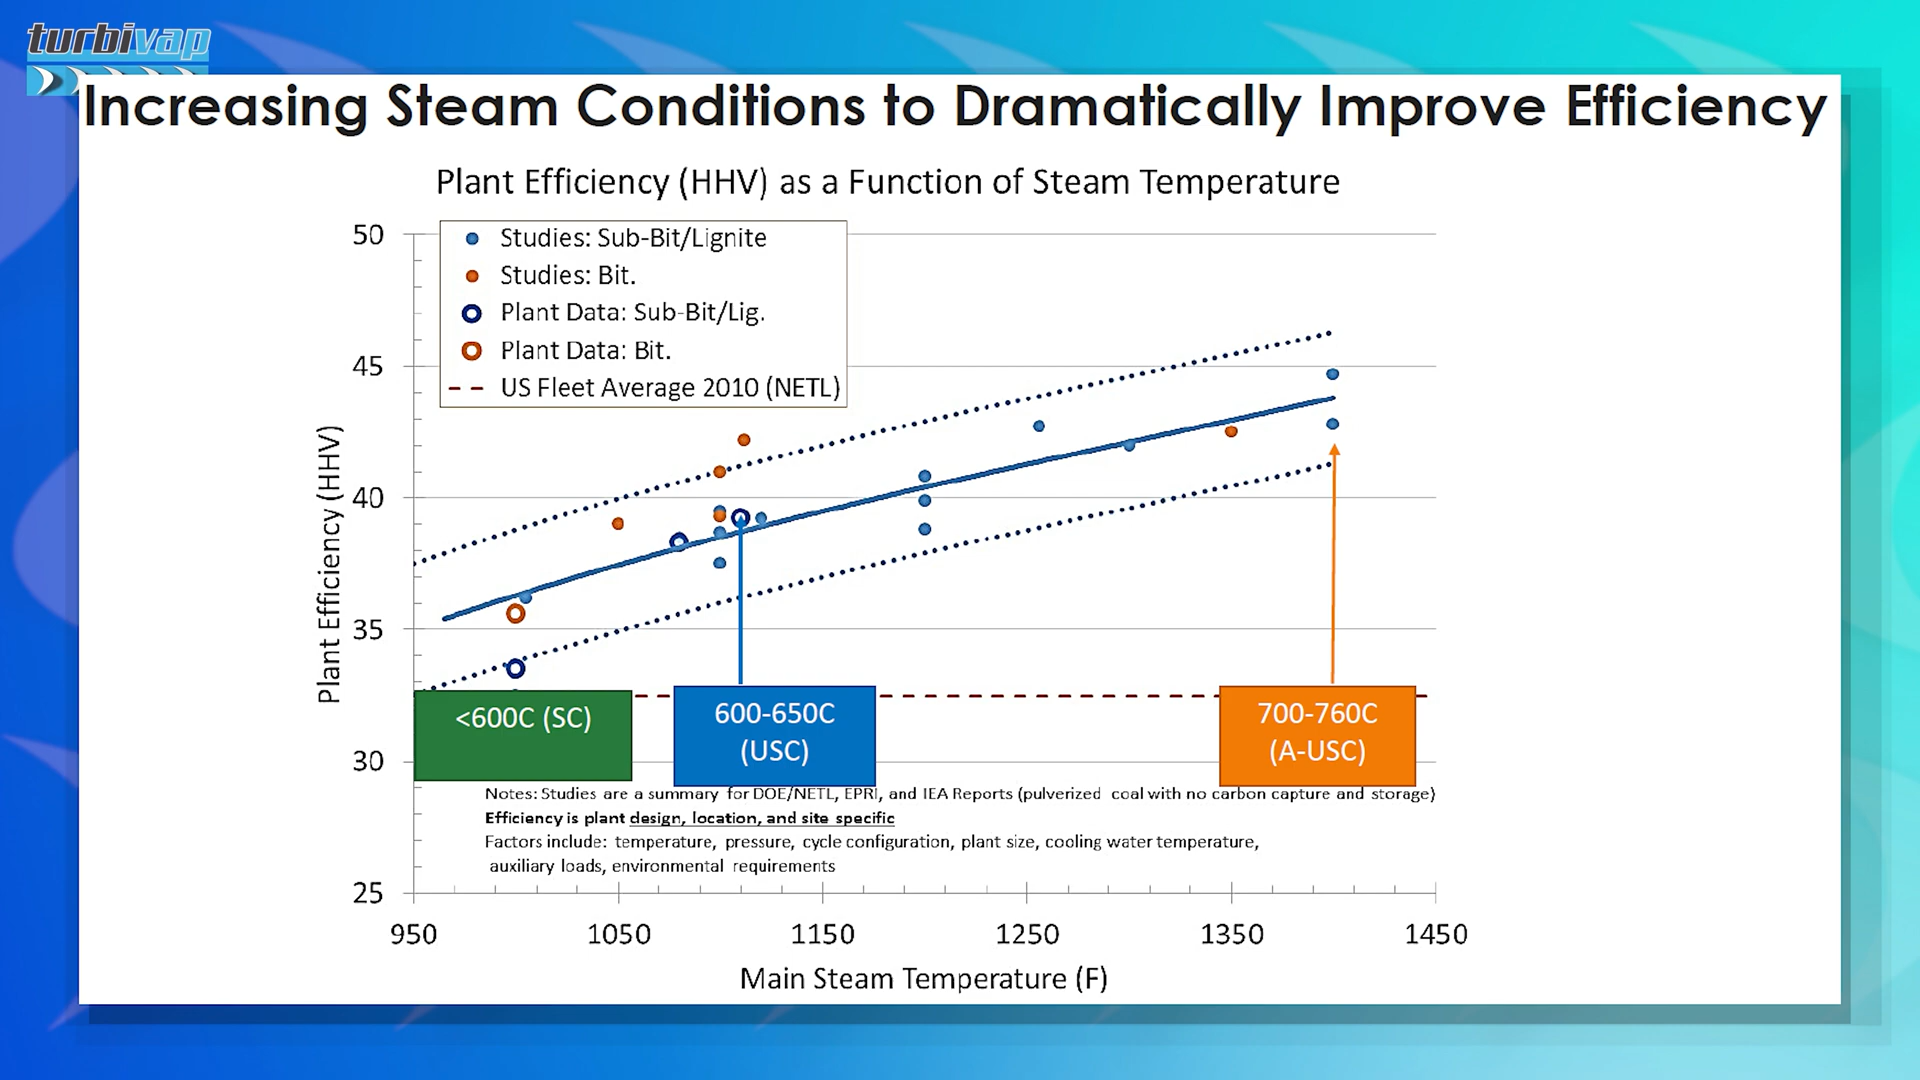 turbivap
Increasing Steam Conditions to Dramatically Improve Efficiency
Plant Efficiency (HHV) as a Function of Steam Temperature
Studies: Sub-Bit/Lignite
Studies: Bit.
Plant Data: Sub-Bit/Lig.
Plant Data: Bit.
US Fleet Average 2010 (NETL)
Plant Efficiency (HHV)
50
45
40
35
30
25
<600C (SC)
600-650C
(USC)
700-760C
(A-USC)
Notes: Studies are a summary for DOE/NETL, EPRI, and IEA Reports (pulverized coal with no carbon capture and storage)
Efficiency is plant design, location, and site specific
Factors include: temperature, pressure, cycle configuration, plant size, cooling water temperature,
auxiliary loads, environmental requirements
950 1050 1150 1250 1350 1450
Main Steam Temperature (F)